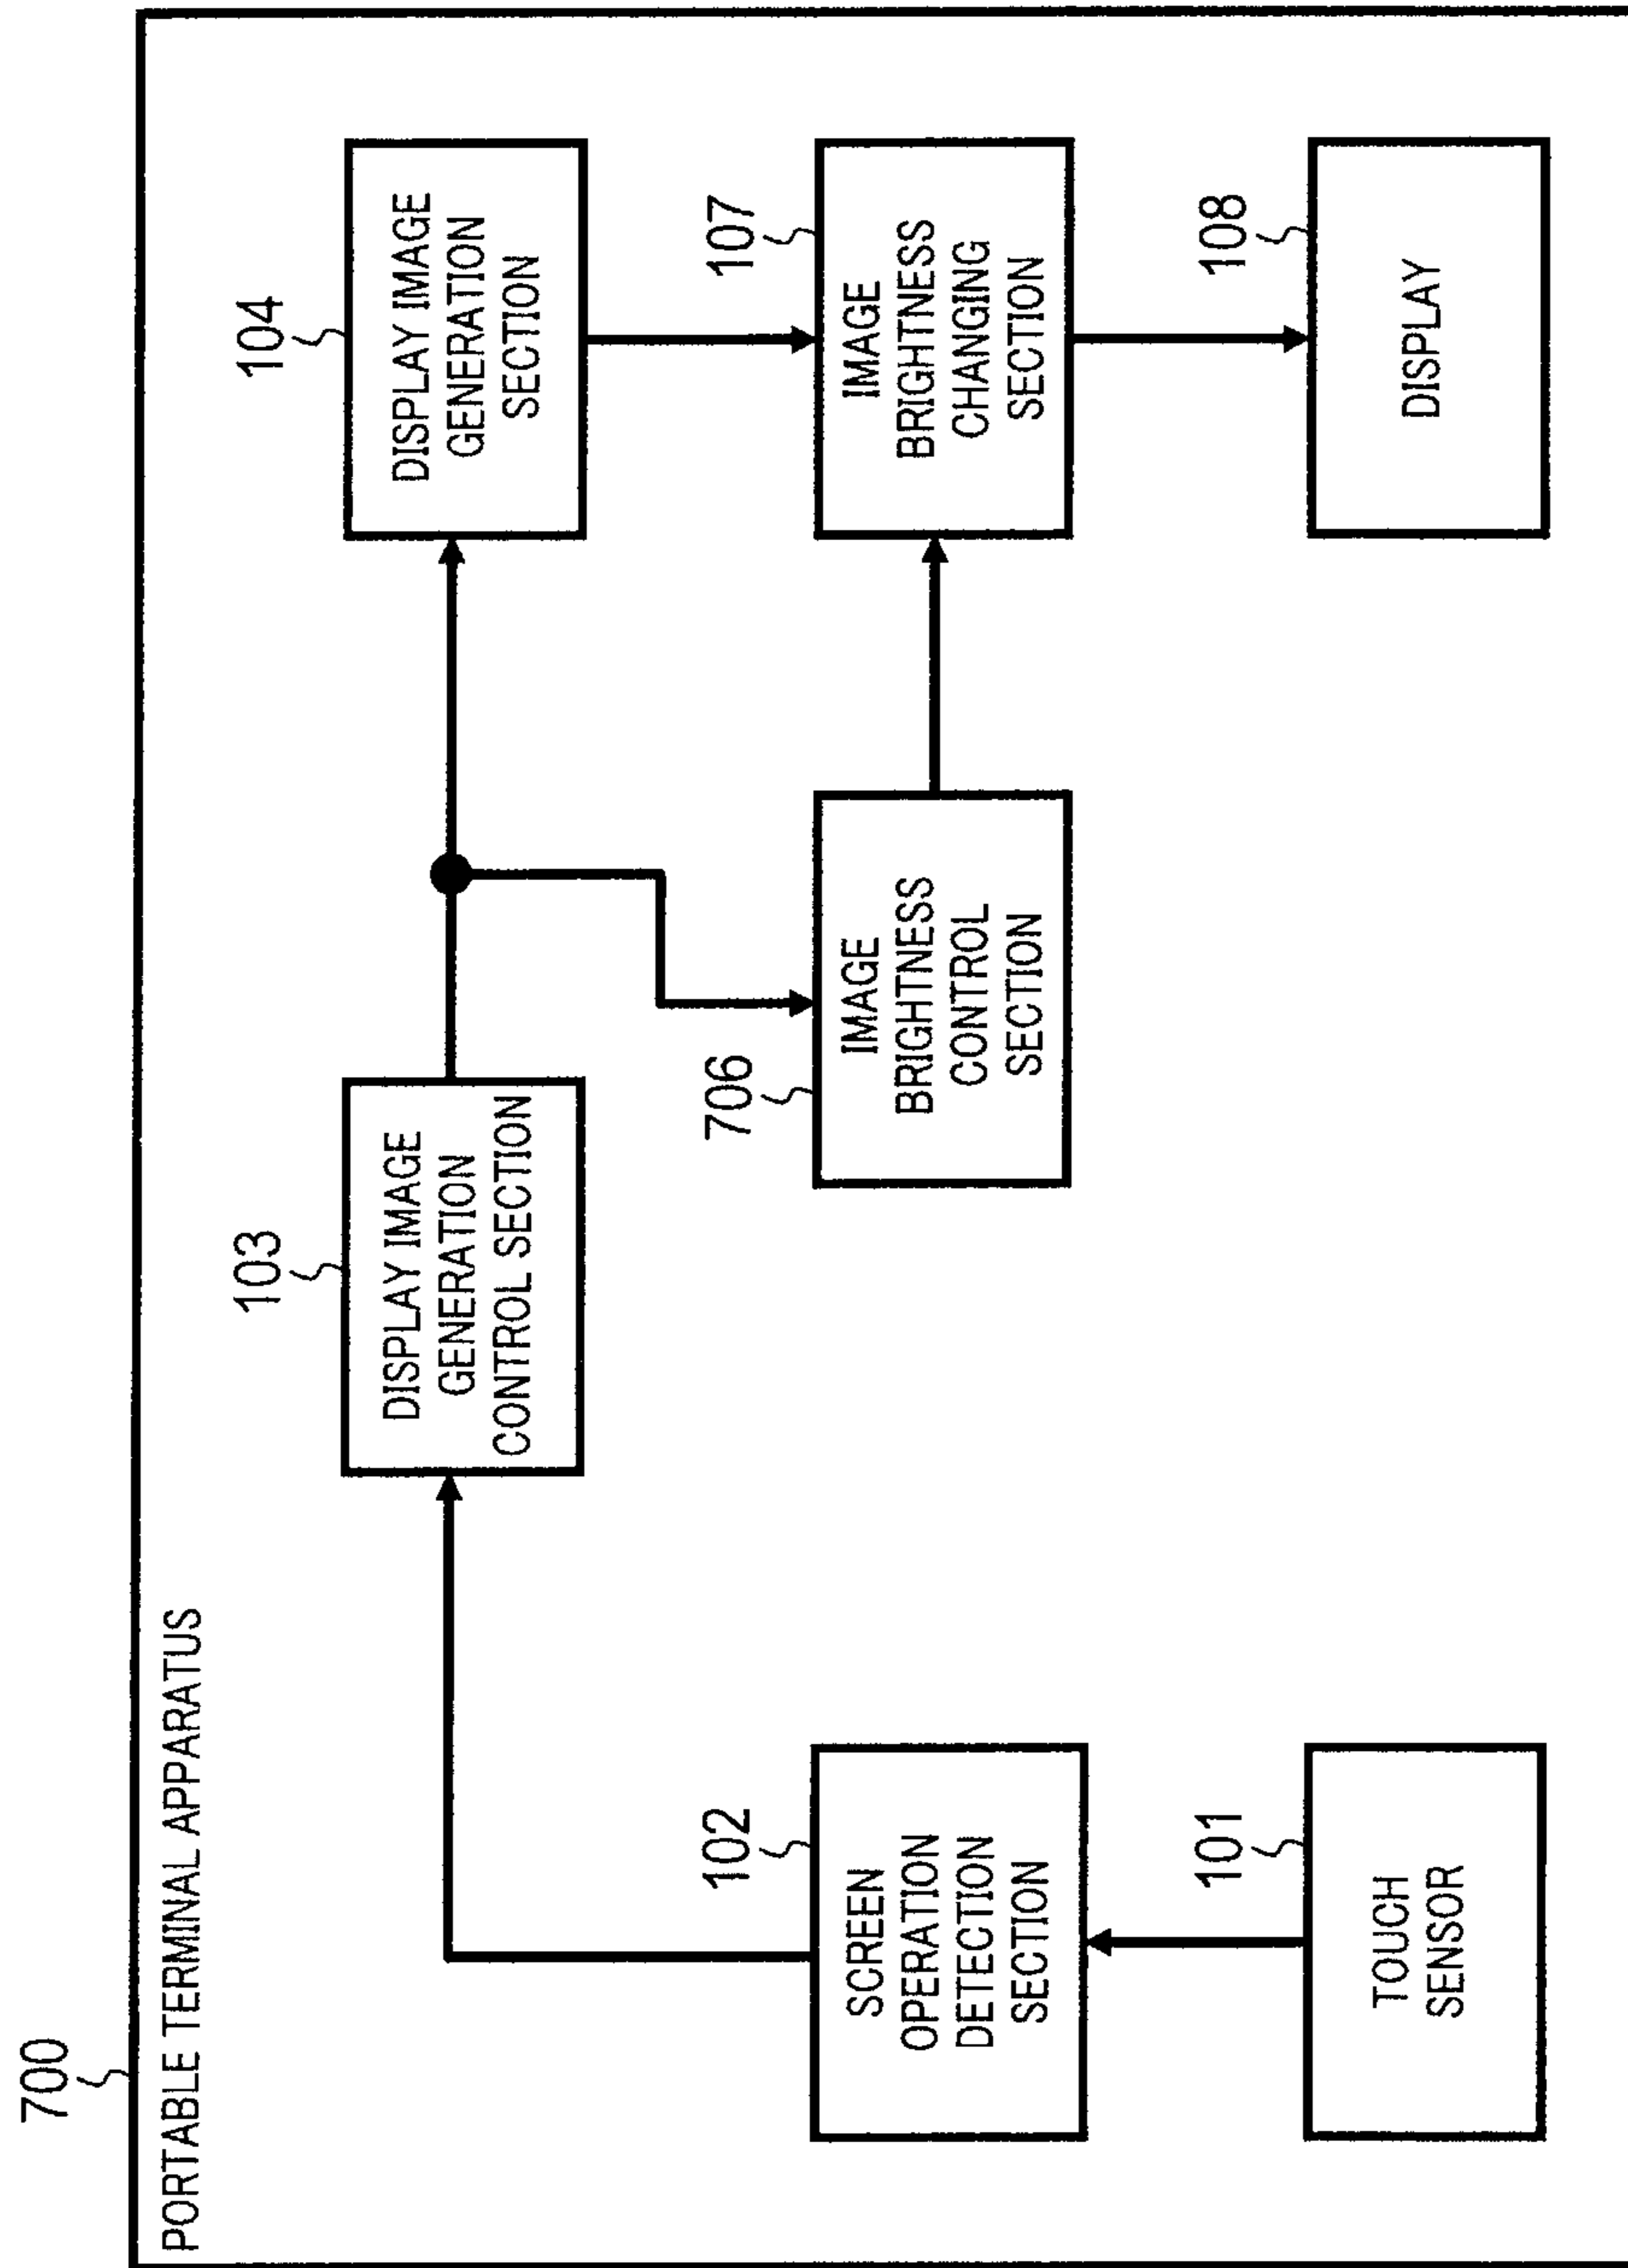 700
PORTABLE TERMINAL APPARATUS
103
DISPLAY IMAGE
GENERATION
CONTROL SECTION
104
DISPLAY IMAGE
GENERATION
SECTION
102
SCREEN
OPERATION
DETECTION
SECTION
706
IMAGE
BRIGHTNESS
CONTROL
SECTION
107
IMAGE
BRIGHTNESS
CHANGING
SECTION
101
TOUCH
SENSOR
108
DISPLAY